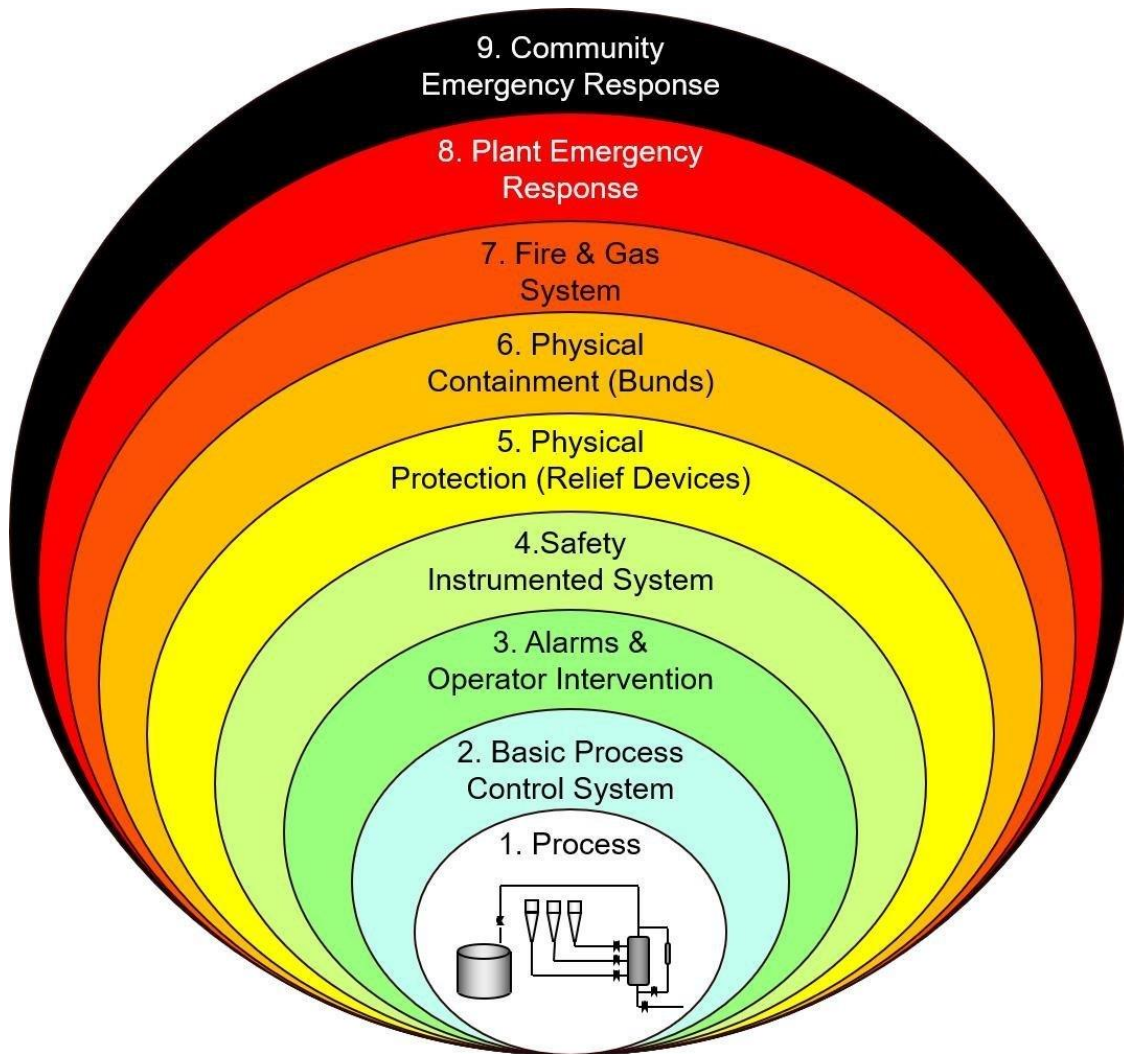 9. Community
Emergency Response
8. Plant Emergency
Response
7. Fire & Gas
System
6. Physical
Containment (Bunds)
5. Physical
Protection (Relief Devices)
4.Safety
Instrumented System
3. Alarms &
Operator Intervention
2. Basic Process
Control System
1. Process